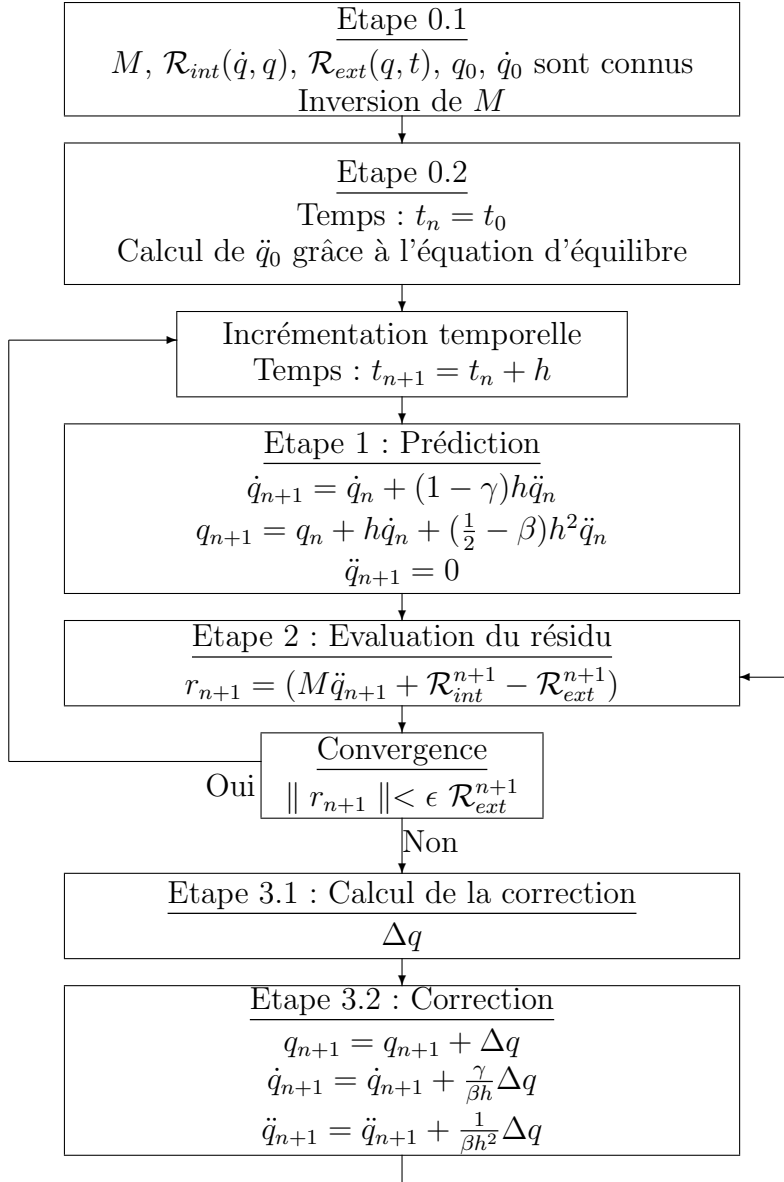 Etape 0.1
M, R_int(q̇, q), R_ext(q, t), q_0, q̇_0 sont connus
Inversion de M
Etape 0.2
Temps : t_n = t_0
Calcul de q̈_0 grâce à l'équation d'équilibre
Incrémentation temporelle
Temps : t_{n+1} = t_n + h
Etape 1 : Prédiction
q̇_{n+1} = q̇_n + (1 − γ)hq̈_n
q_{n+1} = q_n + hq̇_n + (1/2 − β)h²q̈_n
q̈_{n+1} = 0
Etape 2 : Evaluation du résidu
r_{n+1} = (Mq̈_{n+1} + R_int^{n+1} − R_ext^{n+1})
Convergence
Oui
∥ r_{n+1} ∥< ϵ R_ext^{n+1}
Non
Etape 3.1 : Calcul de la correction
Δq
Etape 3.2 : Correction
q_{n+1} = q_{n+1} + Δq
q̇_{n+1} = q̇_{n+1} + γ/(βh) Δq
q̈_{n+1} = q̈_{n+1} + 1/(βh²) Δq